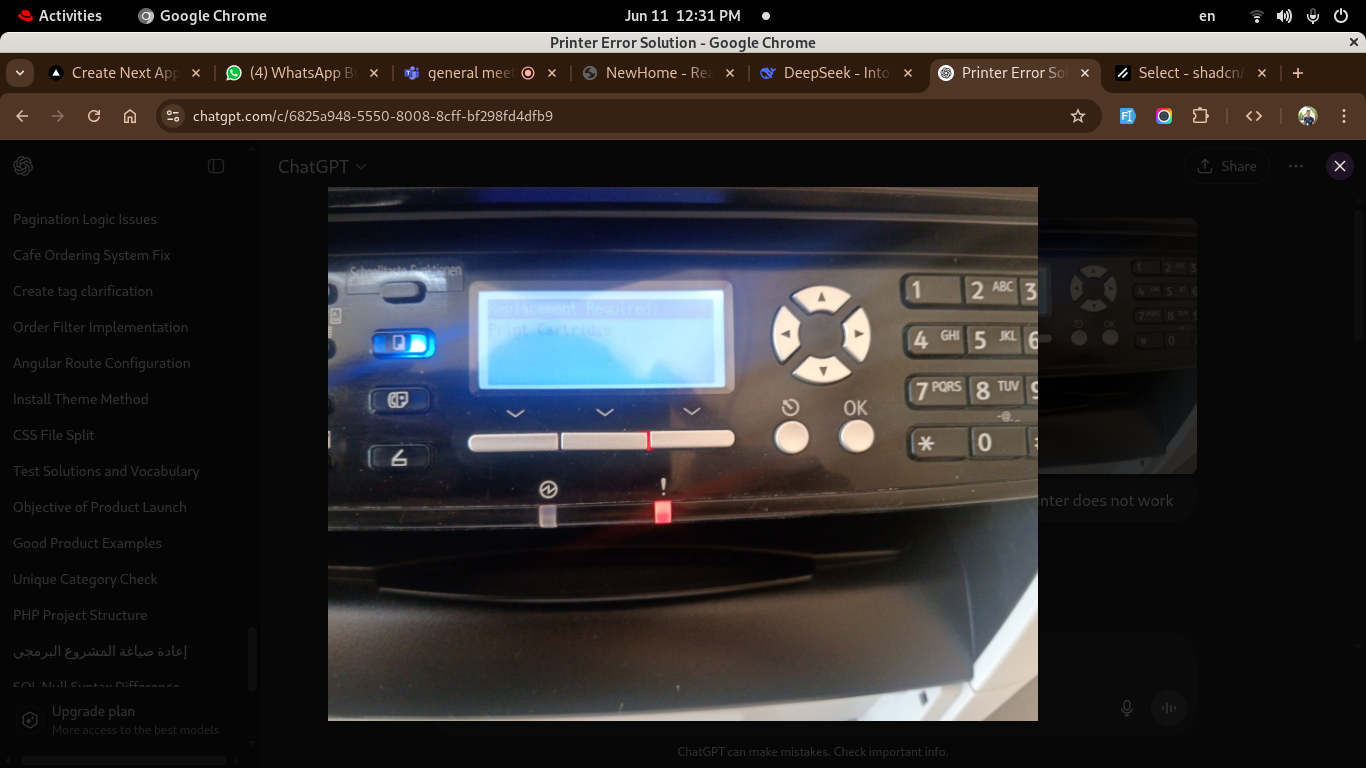 Activities
Google Chrome
Jun 11 12:31 PM
en
Printer Error Solution - Google Chrome
Create Next App
(4) WhatsApp B
general meet
NewHome - Rea
DeepSeek - Into
Printer Error Sol
Select - shadcn/
chatgpt.com/c/6825a948-5550-8008-8cff-bf298fd4dfb9
ChatGPT
Share
Pagination Logic Issues
Cafe Ordering System Fix
Create tag clarification
Order Filter Implementation
Angular Route Configuration
Install Theme Method
CSS File Split
Test Solutions and Vocabulary
Objective of Product Launch
Good Product Examples
Unique Category Check
PHP Project Structure
إعادة صياغة المشروع البرمجي
SQL Null Syntax Difference
Upgrade plan
More access to the best models
Schnelltaste Funktionen
Replacement Required:
Print Cartridge
OK
1
2 ABC
3
4 GHI
5 JKL
6
7 PQRS
8 TUV
9
-@._
*
0
!
inter does not work
ChatGPT can make mistakes. Check important info.